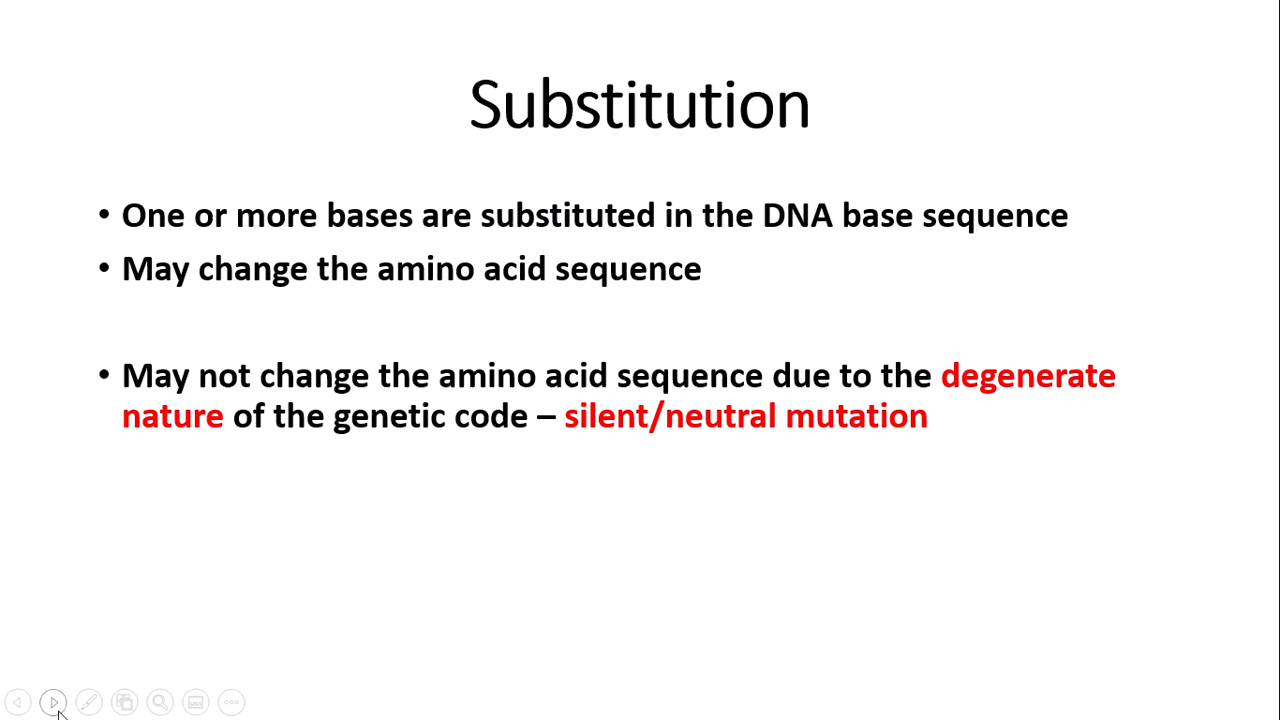 Substitution
• One or more bases are substituted in the DNA base sequence
• May change the amino acid sequence
• May not change the amino acid sequence due to the degenerate
nature of the genetic code – silent/neutral mutation